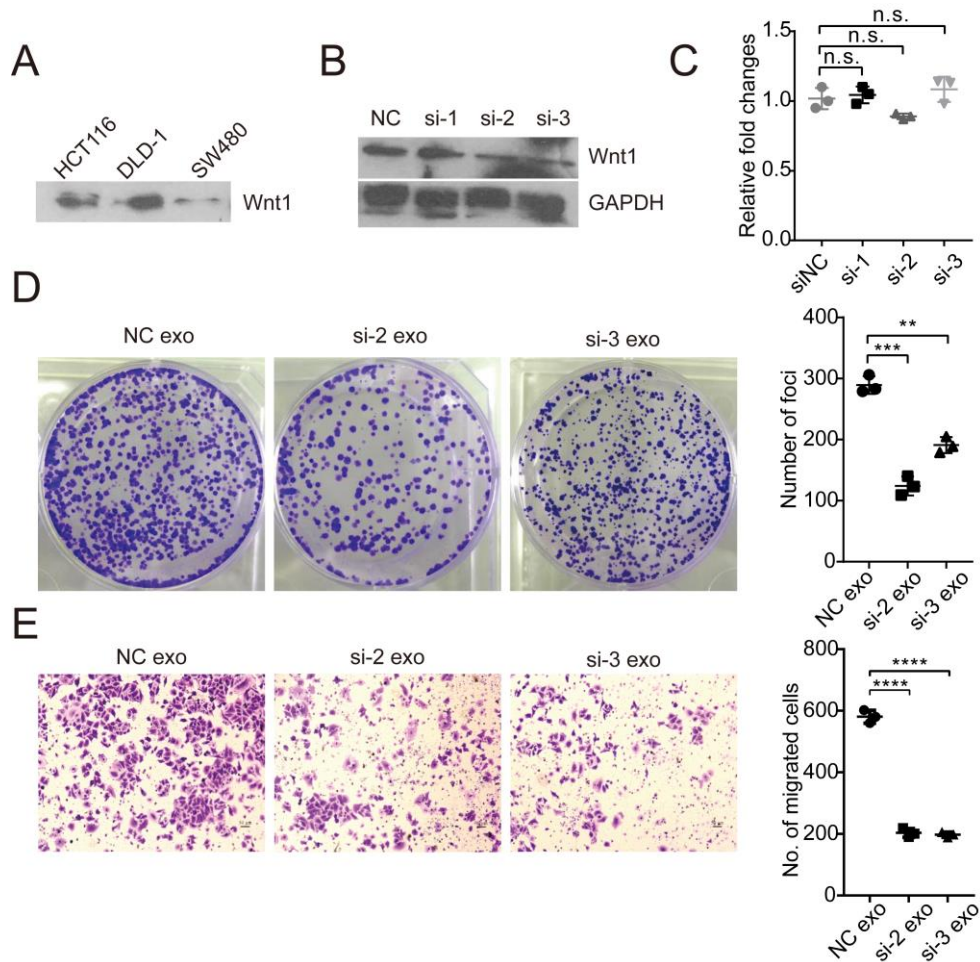 A
HCT116
DLD-1
SW480
Wnt1
B
NC si-1 si-2 si-3
Wnt1
GAPDH
C
n.s.
n.s.
n.s.
Relative fold changes
1.5
1.0
0.5
0.0
siNC
si-1
si-2
si-3
D
NC exo
si-2 exo
si-3 exo
Number of foci
400
300
200
100
0
**
***
NC exo
si-2 exo
si-3 exo
E
NC exo
si-2 exo
si-3 exo
No. of migrated cells
800
600
400
200
0
****
****
NC exo
si-2 exo
si-3 exo